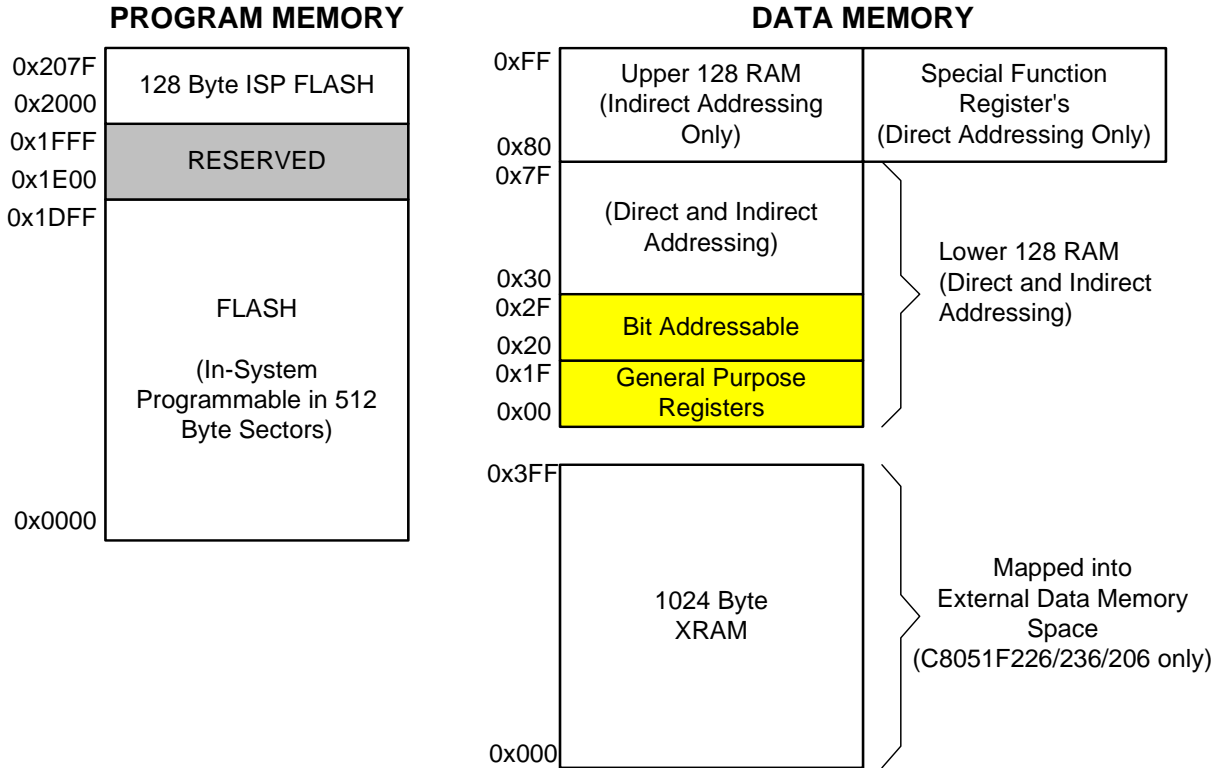 PROGRAM MEMORY
0x207F
128 Byte ISP FLASH
0x2000
0x1FFF
RESERVED
0x1E00
0x1DFF
FLASH
(In-System
Programmable in 512
Byte Sectors)
0x0000
DATA MEMORY
0xFF
Upper 128 RAM
(Indirect Addressing
Only)
0x80
Special Function
Register's
(Direct Addressing Only)
0x7F
(Direct and Indirect
Addressing)
0x30
0x2F
Bit Addressable
0x20
0x1F
General Purpose
Registers
0x00
Lower 128 RAM
(Direct and Indirect
Addressing)
0x3FF
1024 Byte
XRAM
0x000
Mapped into
External Data Memory
Space
(C8051F226/236/206 only)